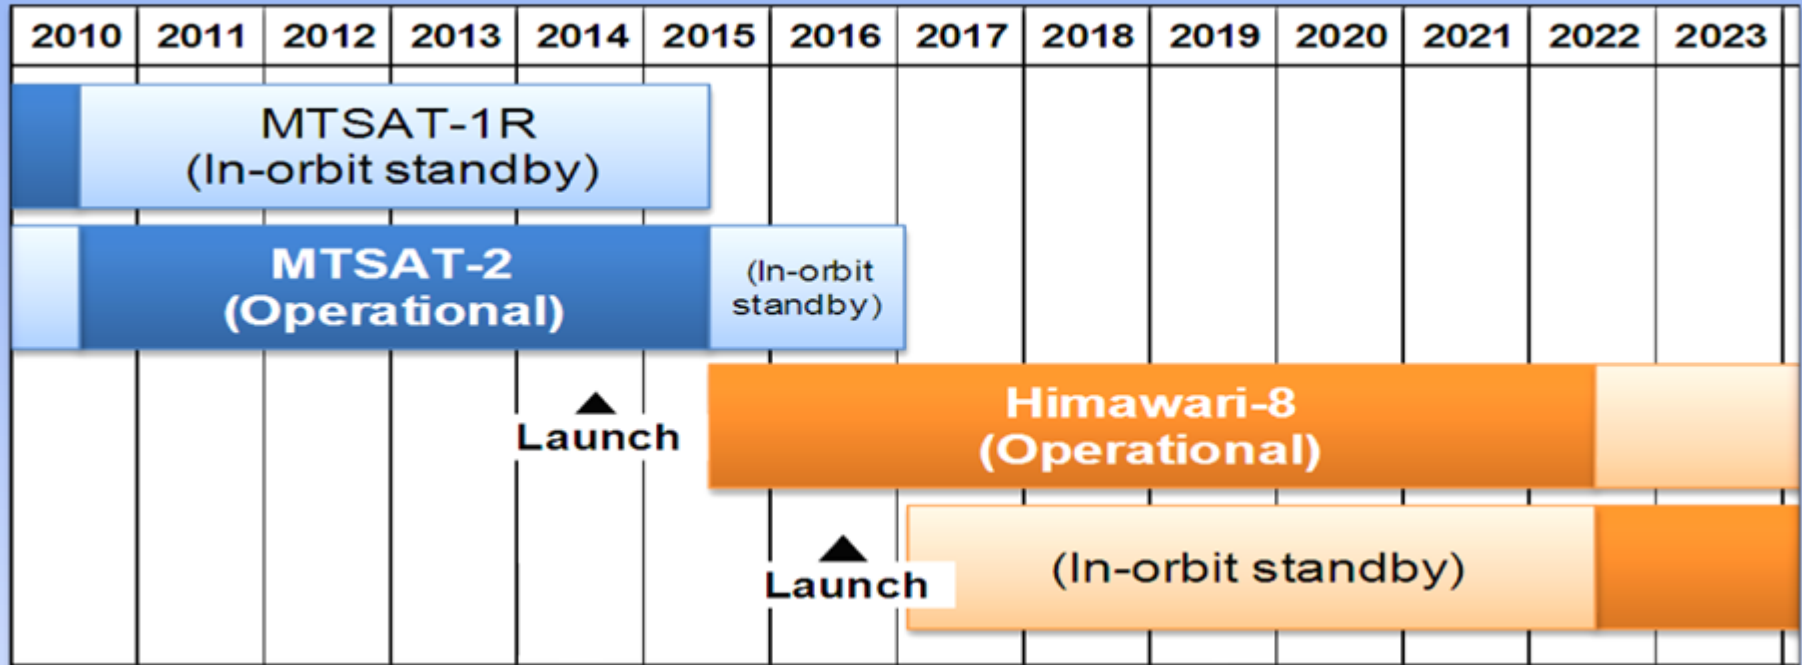 2010 2011 2012 2013 2014 2015 2016 2017 2018 2019 2020 2021 2022 2023
MTSAT-1R
(In-orbit standby)
MTSAT-2
(Operational)
(In-orbit
standby)
Himawari-8
(Operational)
Launch
(In-orbit standby)
Launch